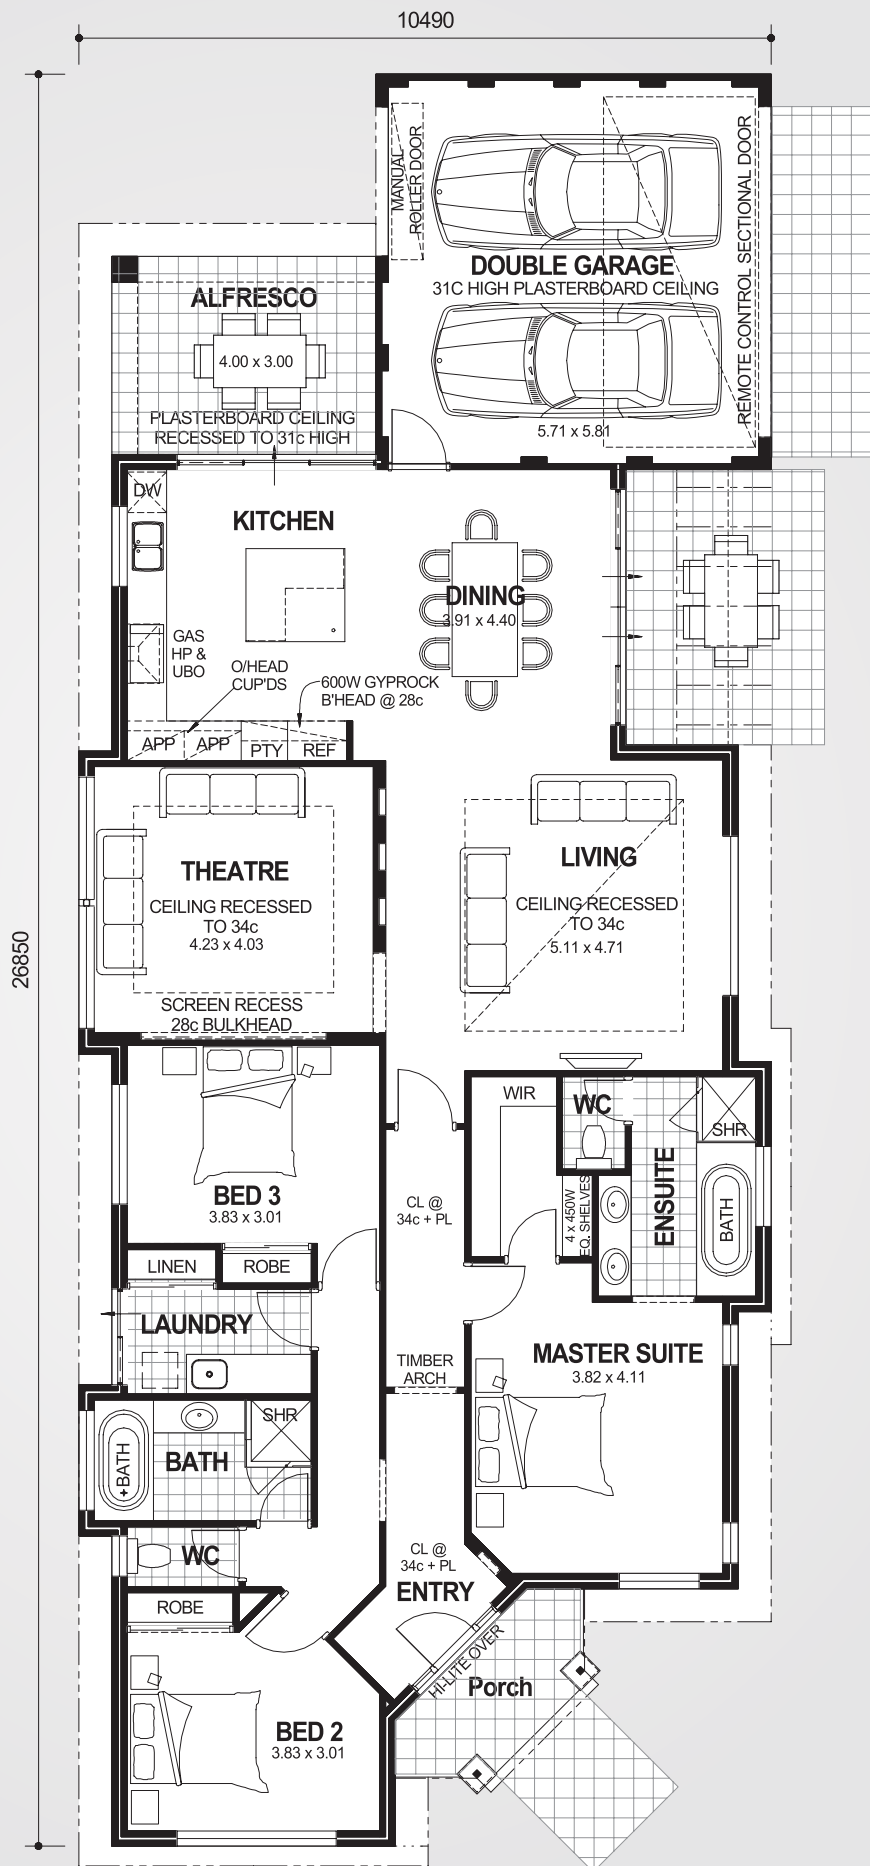 10490
26850
MANUAL
ROLLER DOOR
DOUBLE GARAGE
31C HIGH PLASTERBOARD CEILING
REMOTE CONTROL SECTIONAL DOOR
5.71 x 5.81
ALFRESCO
4.00 x 3.00
PLASTERBOARD CEILING
RECESSED TO 31c HIGH
DW
KITCHEN
DINING
3.91 x 4.40
GAS
HP &
UBO
O/HEAD
CUP'DS
600W GYPROCK
B'HEAD @ 28c
APP
APP
PTY
REF
THEATRE
CEILING RECESSED
TO 34c
4.23 x 4.03
SCREEN RECESS
28c BULKHEAD
LIVING
CEILING RECESSED
TO 34c
5.11 x 4.71
WIR
WC
SHR
ENSUITE
BATH
4 x 450W
EQ. SHELVES
BED 3
3.83 x 3.01
CL @
34c + PL
LINEN
ROBE
LAUNDRY
TIMBER
ARCH
MASTER SUITE
3.82 x 4.11
SHR
BATH
BATH
WC
CL @
34c + PL
ENTRY
ROBE
HI-LITE OVER
Porch
BED 2
3.83 x 3.01